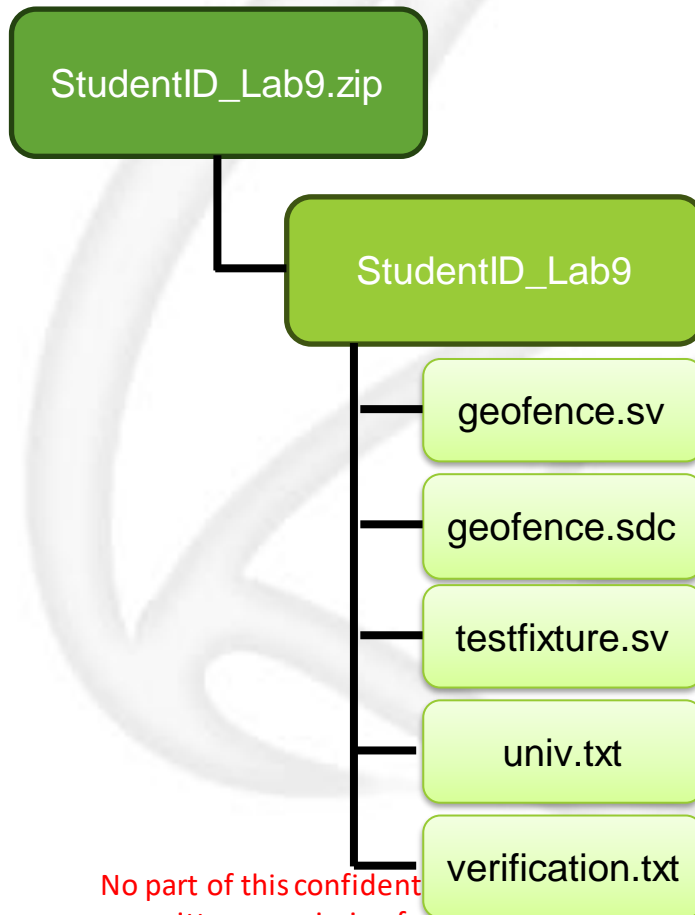 StudentID_Lab9.zip
StudentID_Lab9
geofence.sv
geofence.sdc
testfixture.sv
univ.txt
verification.txt
No part of this confident